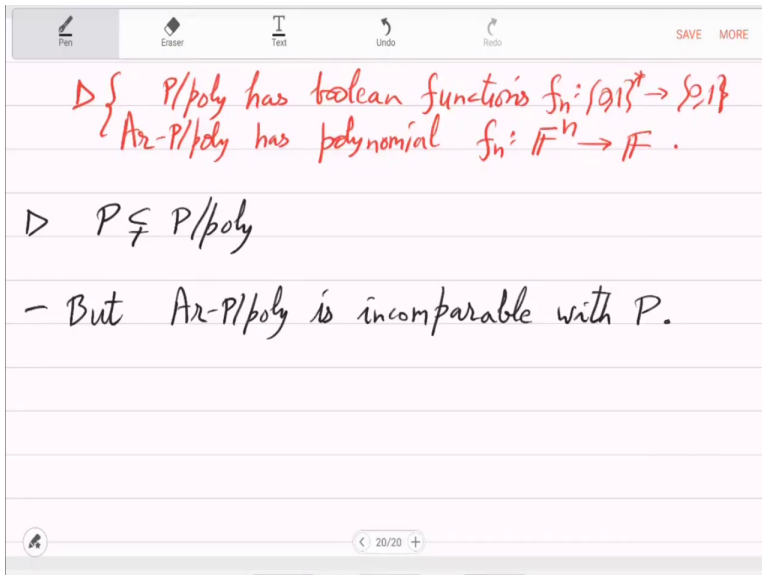 Pen Eraser Text Undo Redo SAVE MORE
▷ { P/poly has boolean functions fₙ: {0,1}* → {0,1}
Ar-P/poly has polynomial fₙ: 𝔽ⁿ → 𝔽 .
▷ P ⊊ P/poly
- But Ar-P/poly is incomparable with P.
20/20